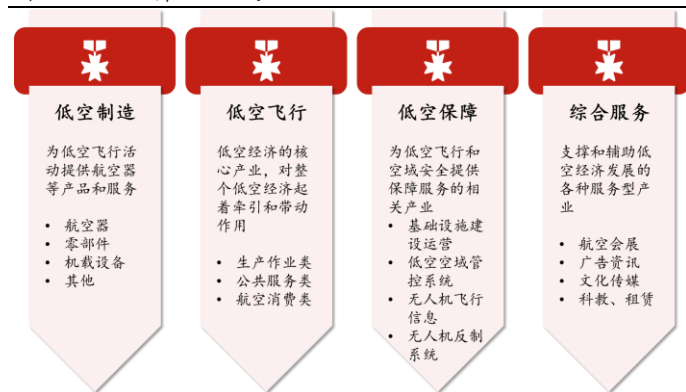 低空制造
为低空飞行活
动提供航空器
等产品和服务
• 航空器
• 零部件
• 机载设备
• 其他
低空飞行
低空经济的核
心产业，对整
个低空经济起
着牵引和带动
作用
• 生产作业类
• 公共服务类
• 航空消费类
低空保障
为低空飞行和
空域安全提供
保障服务的相
关产业
• 基础设施建
设运营
• 低空空域管
控系统
• 无人机飞行
信息
• 无人机反制
系统
综合服务
支撑和辅助低
空经济发展的
各种服务型产
业
• 航空会展
• 广告资讯
• 文化传媒
• 科教、租赁